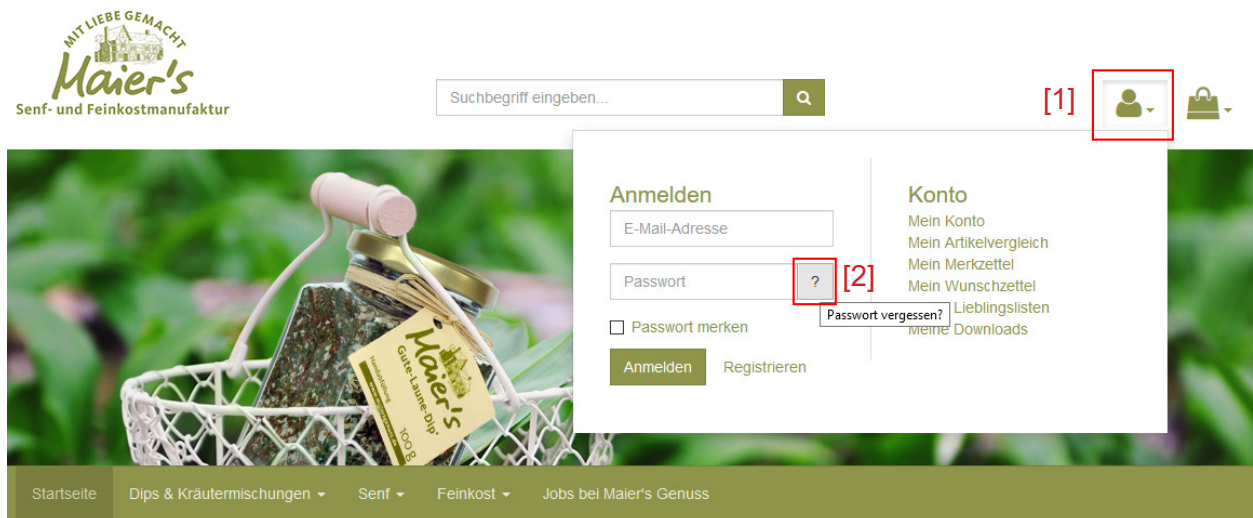 MIT LIEBE GEMACHT
Maier's
Senf- und Feinkostmanufaktur
Suchbegriff eingeben...
[1]
Anmelden
E-Mail-Adresse
Passwort
?
[2]
Passwort vergessen?
Passwort merken
Anmelden
Registrieren
Konto
Mein Konto
Mein Artikelvergleich
Mein Merkzettel
Mein Wunschzettel
Lieblingslisten
Meine Downloads
Maier's
Gute-Laune-Dip
100g
Startseite
Dips & Kräutermischungen
Senf
Feinkost
Jobs bei Maier's Genuss